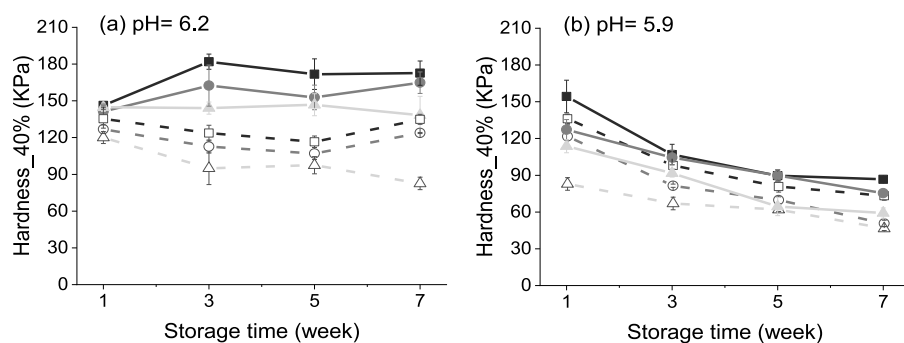 (a) pH= 6.2
Hardness_40% (KPa)
210
180
150
120
90
60
30
0
1 3 5 7
Storage time (week)
(b) pH= 5.9
Hardness_40% (KPa)
210
180
150
120
90
60
30
0
1 3 5 7
Storage time (week)